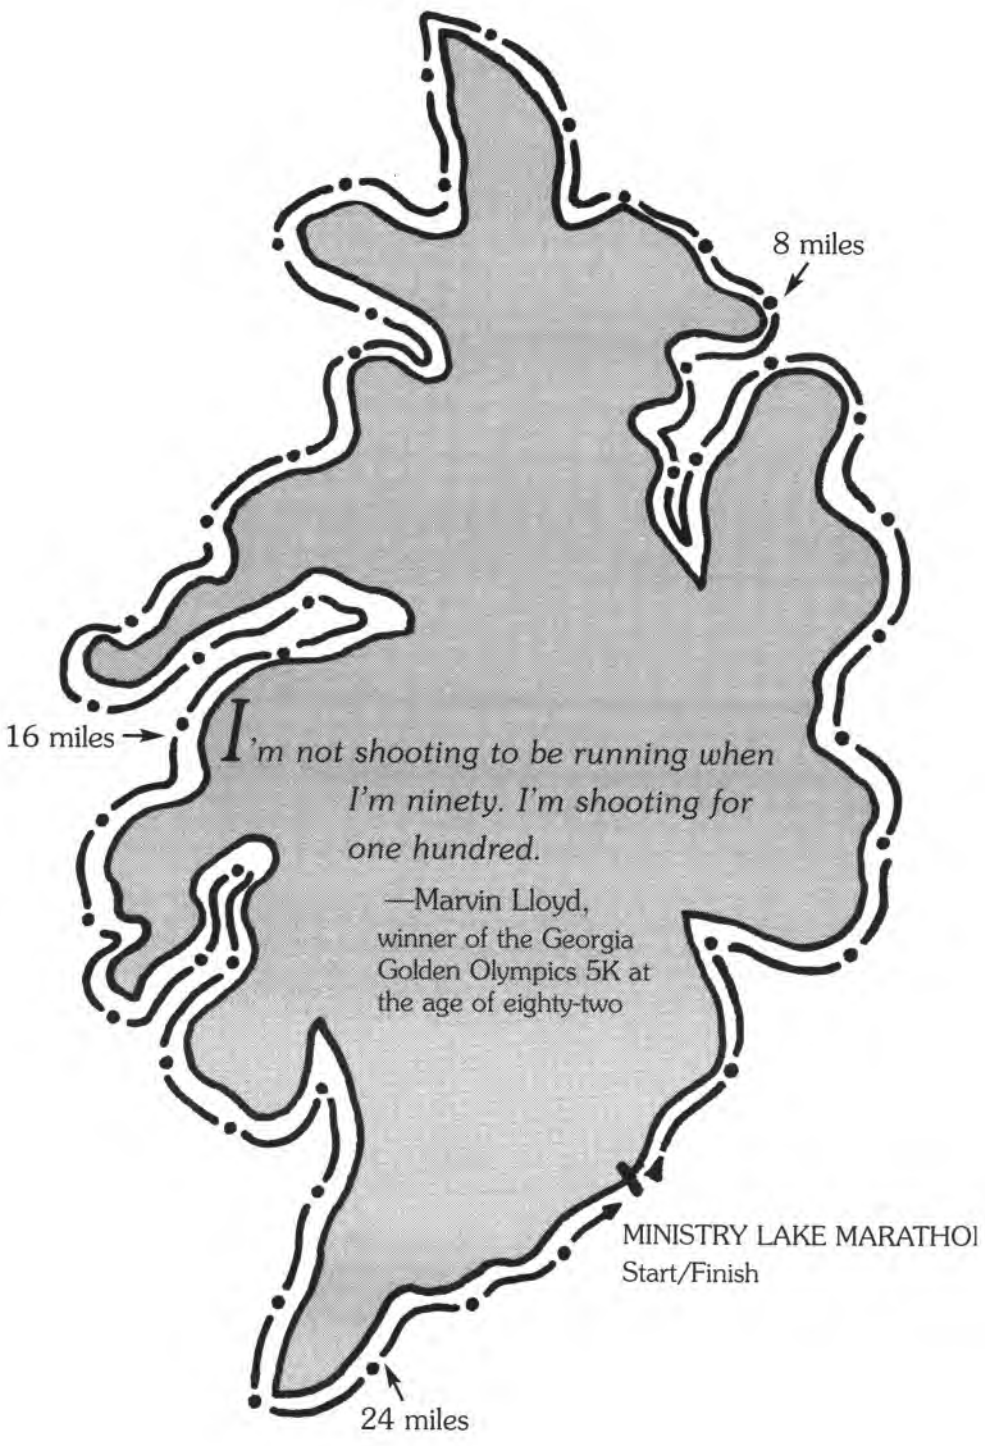 8 miles
16 miles
I'm not shooting to be running when
I'm ninety. I'm shooting for
one hundred.
—Marvin Lloyd,
winner of the Georgia
Golden Olympics 5K at
the age of eighty-two
MINISTRY LAKE MARATHO
Start/Finish
24 miles